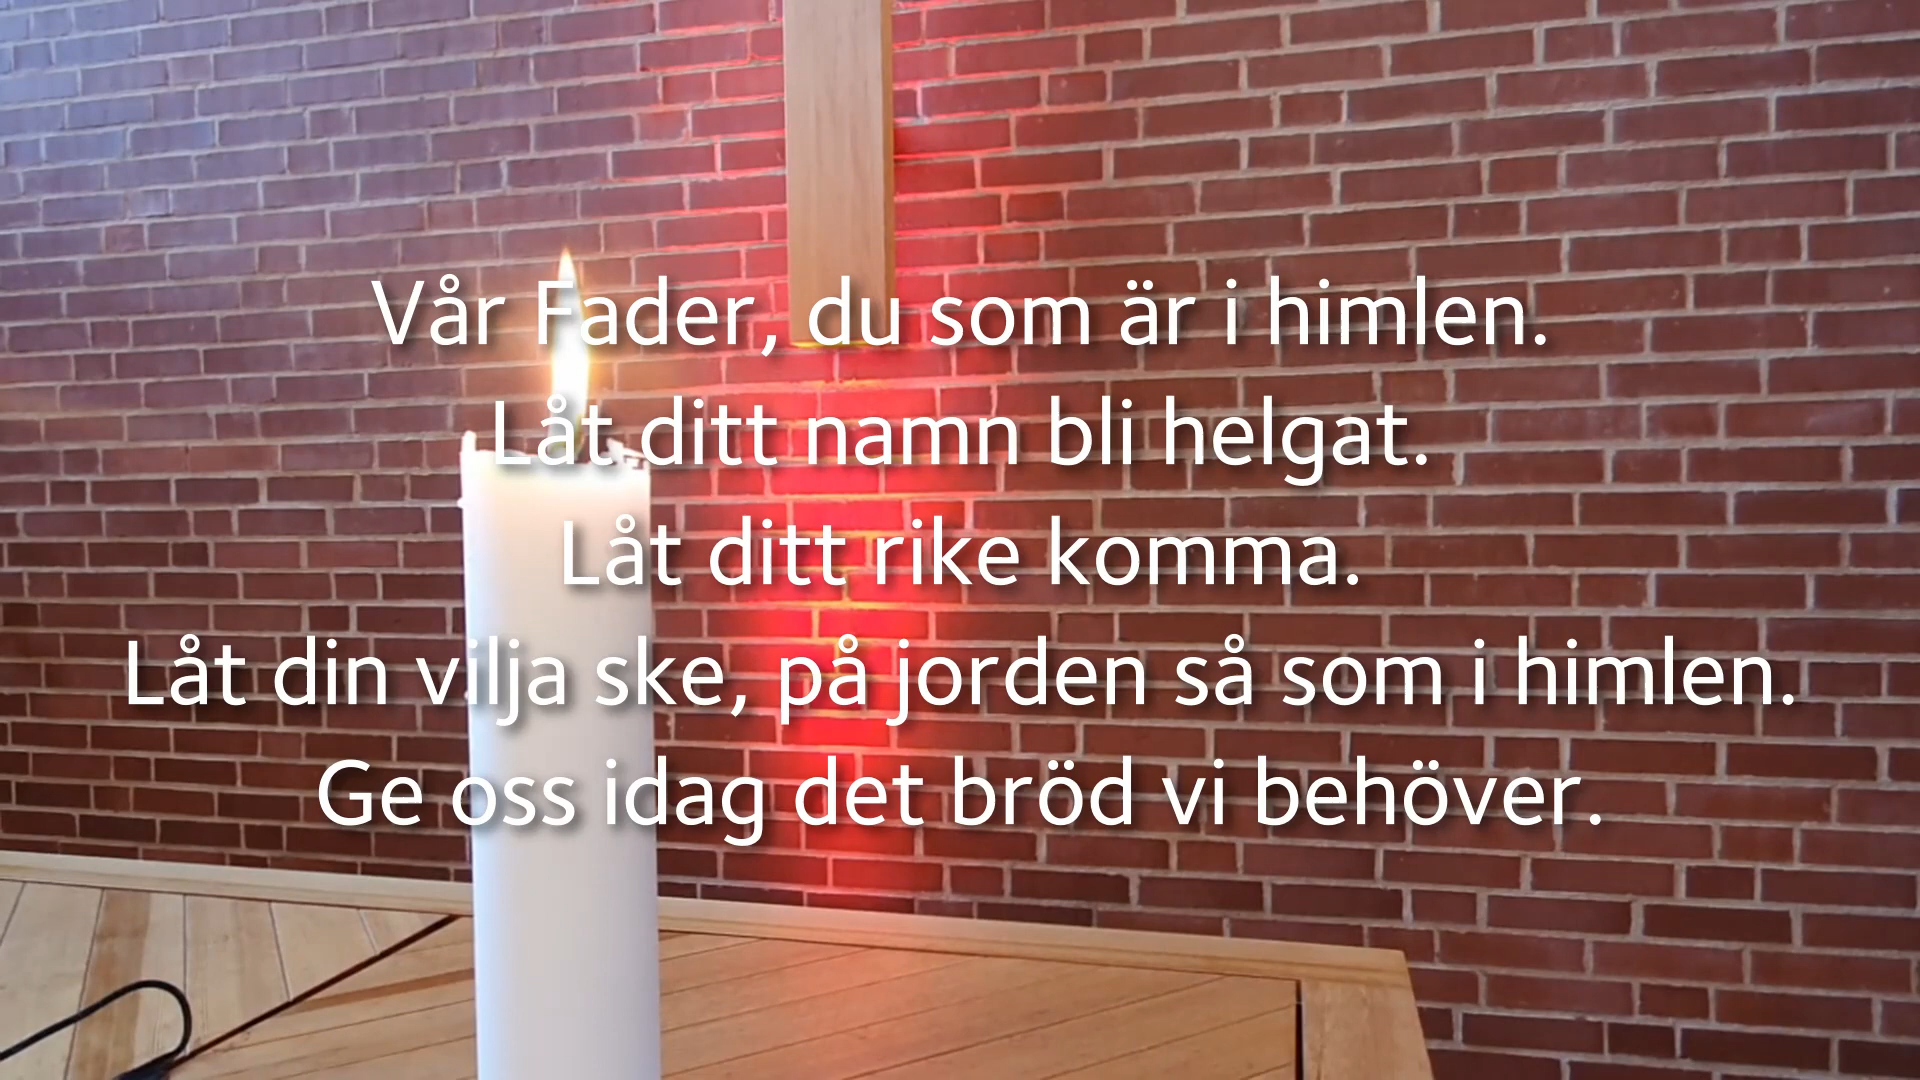 Vår Fader, du som är i himlen.
Låt ditt namn bli helgat.
Låt ditt rike komma.
Låt din vilja ske, på jorden så som i himlen.
Ge oss idag det bröd vi behöver.